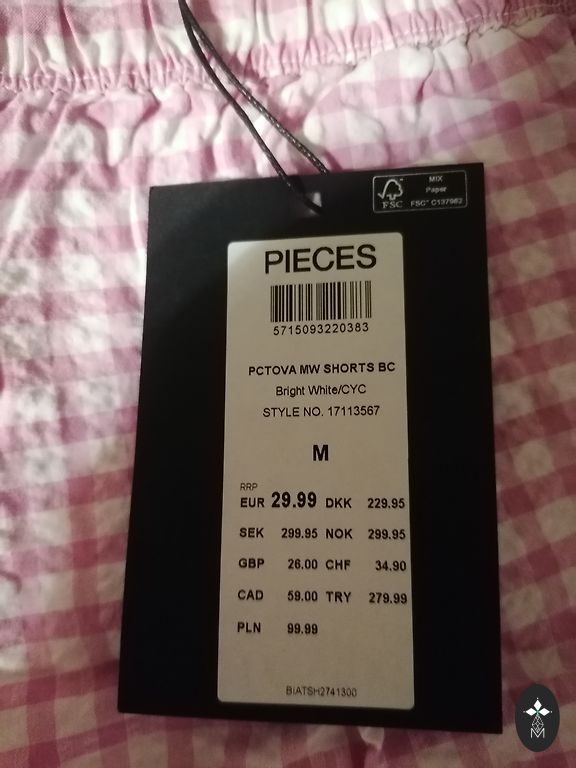 MIX
Paper
FSC
FSC™ C137982
PIECES
5715093220383
PCTOVA MW SHORTS BC
Bright White/CYC
STYLE NO. 17113567
M
RRP
EUR 29.99 DKK 229.95
SEK 299.95 NOK 299.95
GBP 26.00 CHF 34.90
CAD 59.00 TRY 279.99
PLN 99.99
BIATSH2741300
M